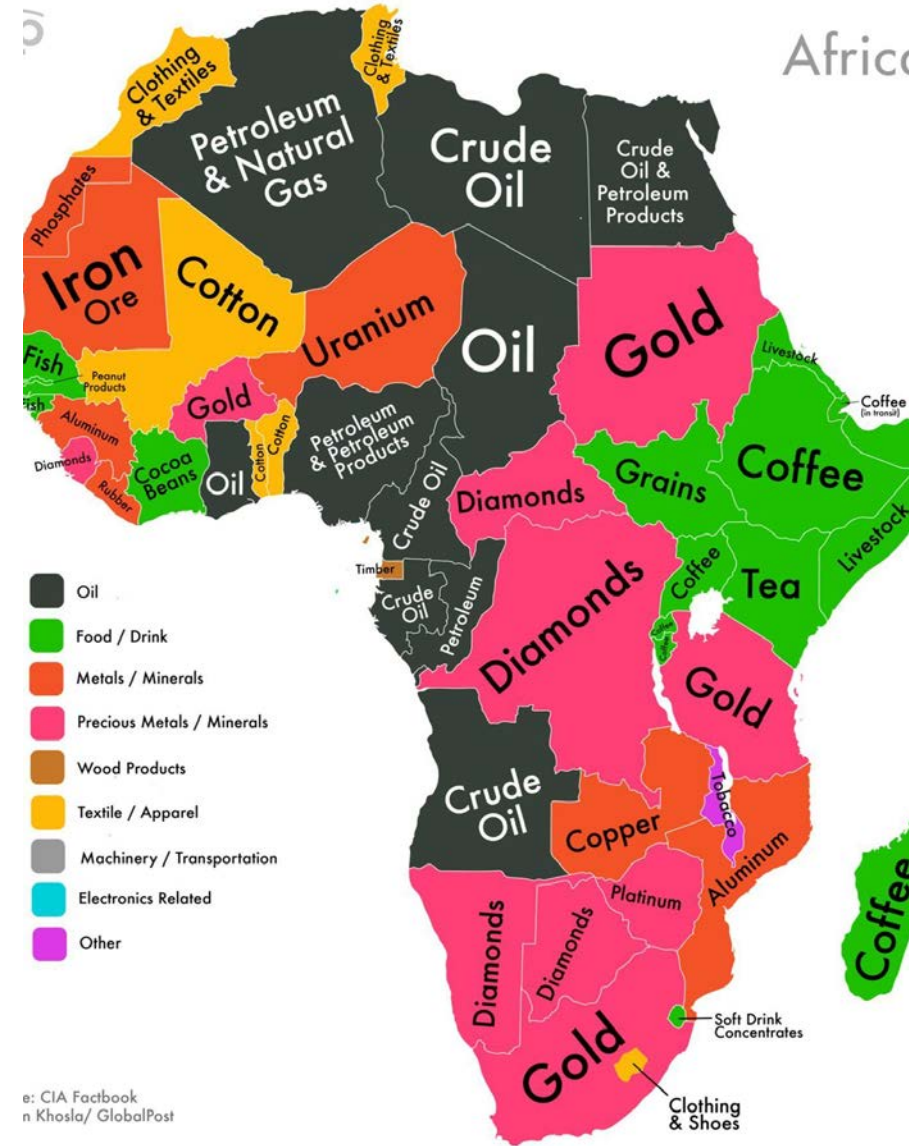 Africa
Clothing
& Textiles
Clothing
& Textiles
Petroleum
& Natural
Gas
Crude
Oil
Crude
Oil &
Petroleum
Products
Phosphates
Iron
Ore
Cotton
Uranium
Oil
Gold
Fish
Peanut
Products
Fish
Gold
Livestock
Coffee
(in transit)
Aluminum
Diamonds
Rubber
Cocoa
Beans
Oil
Cotton
Cotton
Petroleum
& Petroleum
Products
Crude Oil
Diamonds
Grains
Coffee
Livestock
Timber
Crude
Oil
Petroleum
Diamonds
Coffee
Tea
Coffee
Coffee
Gold
Oil
Food / Drink
Metals / Minerals
Precious Metals / Minerals
Wood Products
Textile / Apparel
Machinery / Transportation
Electronics Related
Other
Crude
Oil
Copper
Tobacco
Aluminum
Platinum
Diamonds
Diamonds
Coffee
Gold
Soft Drink
Concentrates
Clothing
& Shoes
e: CIA Factbook
n Khosla/ GlobalPost